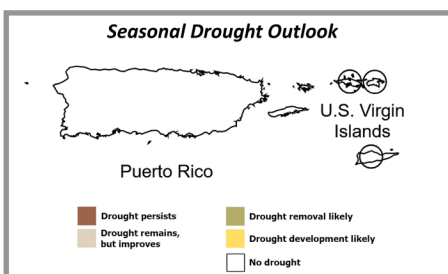 Seasonal Drought Outlook
U.S. Virgin
Islands
Puerto Rico
Drought persists
Drought remains,
but improves
Drought removal likely
Drought development likely
No drought